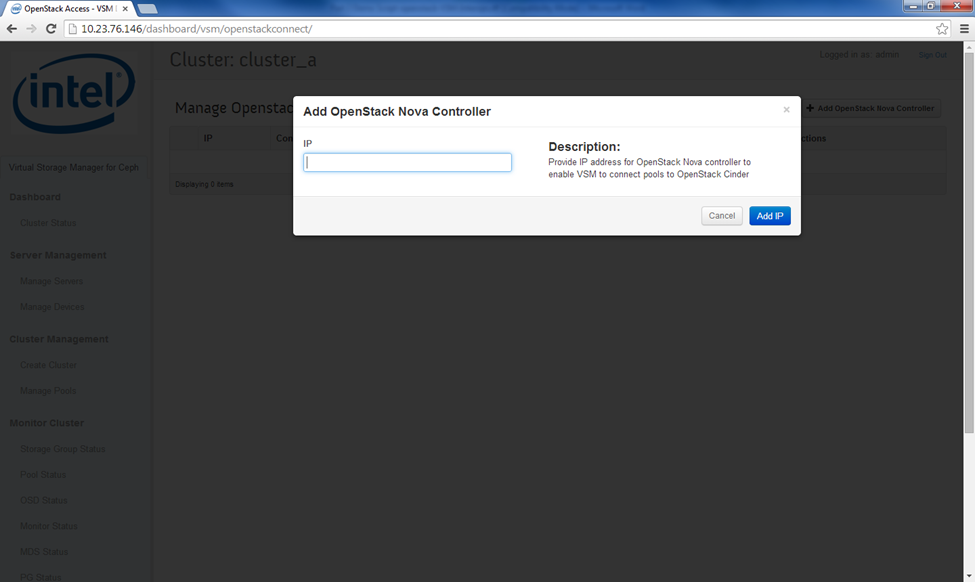 OpenStack Access - VSM |
10.23.76.146/dashboard/vsm/openstackconnect/
intel
Cluster: cluster_a
Logged in as: admin
Sign Out
Manage Openstac
Add OpenStack Nova Controller
IP
Con
ctions
Displaying 0 items
Virtual Storage Manager for Ceph
Dashboard
Cluster Status
Server Management
Manage Servers
Manage Devices
Cluster Management
Create Cluster
Manage Pools
Monitor Cluster
Storage Group Status
Pool Status
OSD Status
Monitor Status
MDS Status
PG Status
Add OpenStack Nova Controller
×
IP
Description:
Provide IP address for OpenStack Nova controller to
enable VSM to connect pools to OpenStack Cinder
Cancel
Add IP